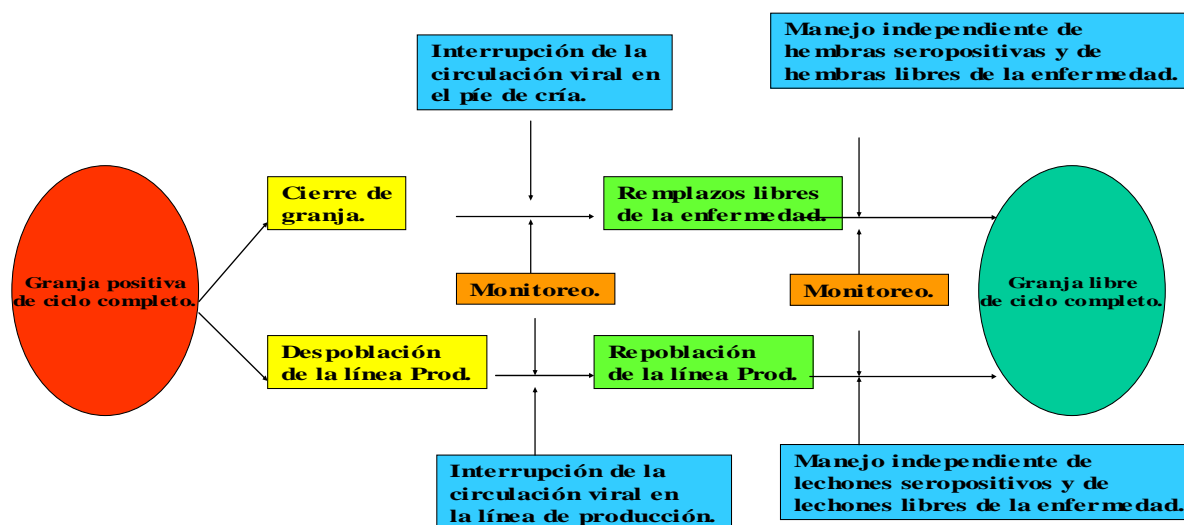 Interrupción de la
circulación viral en
el píe de cría.
Manejo independiente de
hembras seropositivas y de
hembras libres de la enfermedad.
Cierre de
granja.
Remplazos libres
de la enfermedad.
Granja positiva
de ciclo completo.
Monitoreo.
Monitoreo.
Granja libre
de ciclo completo.
Despoblación
de la línea Prod.
Repoblación
de la línea Prod.
Interrupción de la
circulación viral en
la línea de producción.
Manejo independiente de
lechones seropositivos y de
lechones libres de la enfermedad.